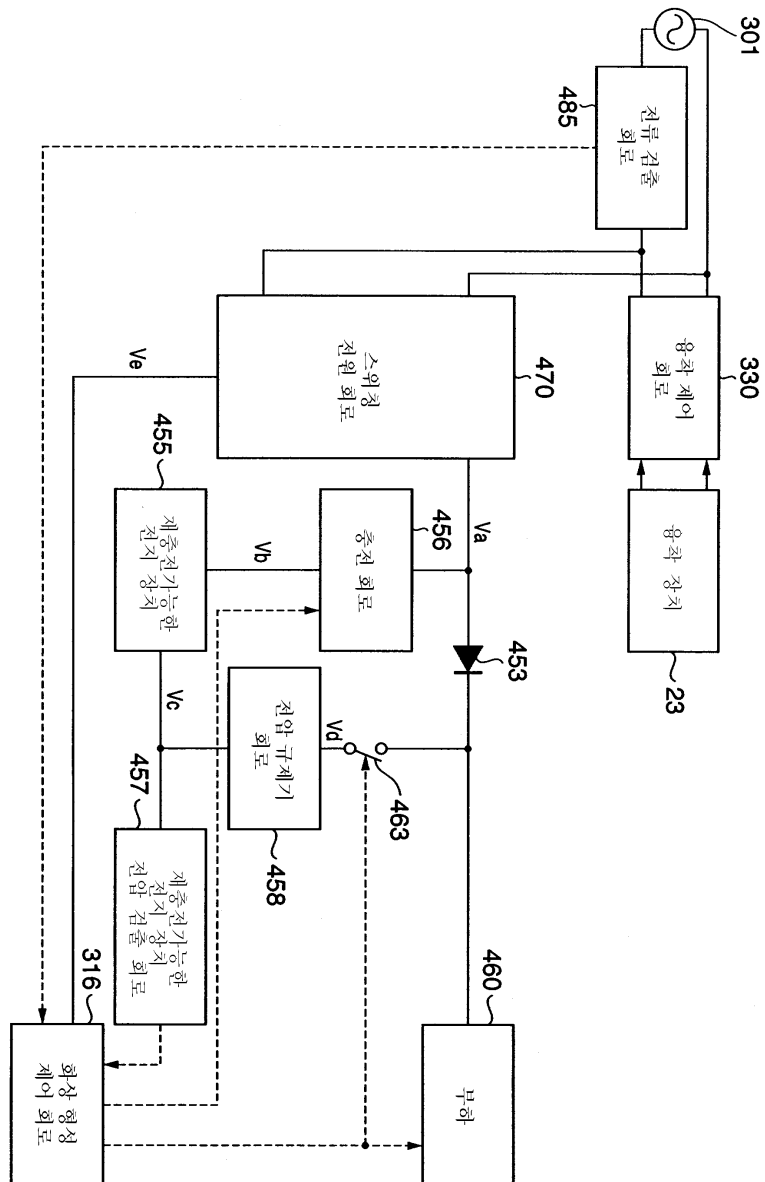 301
485
전류 검출
회로
330
융착 제어
회로
23
융착 장치
470
스위칭
전원 회로
Va
Ve
456
충전 회로
Vb
455
재충전가능한
전지 장치
Vc
453
463
Vd
458
전압 규제기
회로
457
재충전가능한
전지 장치
전압 검출 회로
460
부하
316
화상 형성
제어 회로